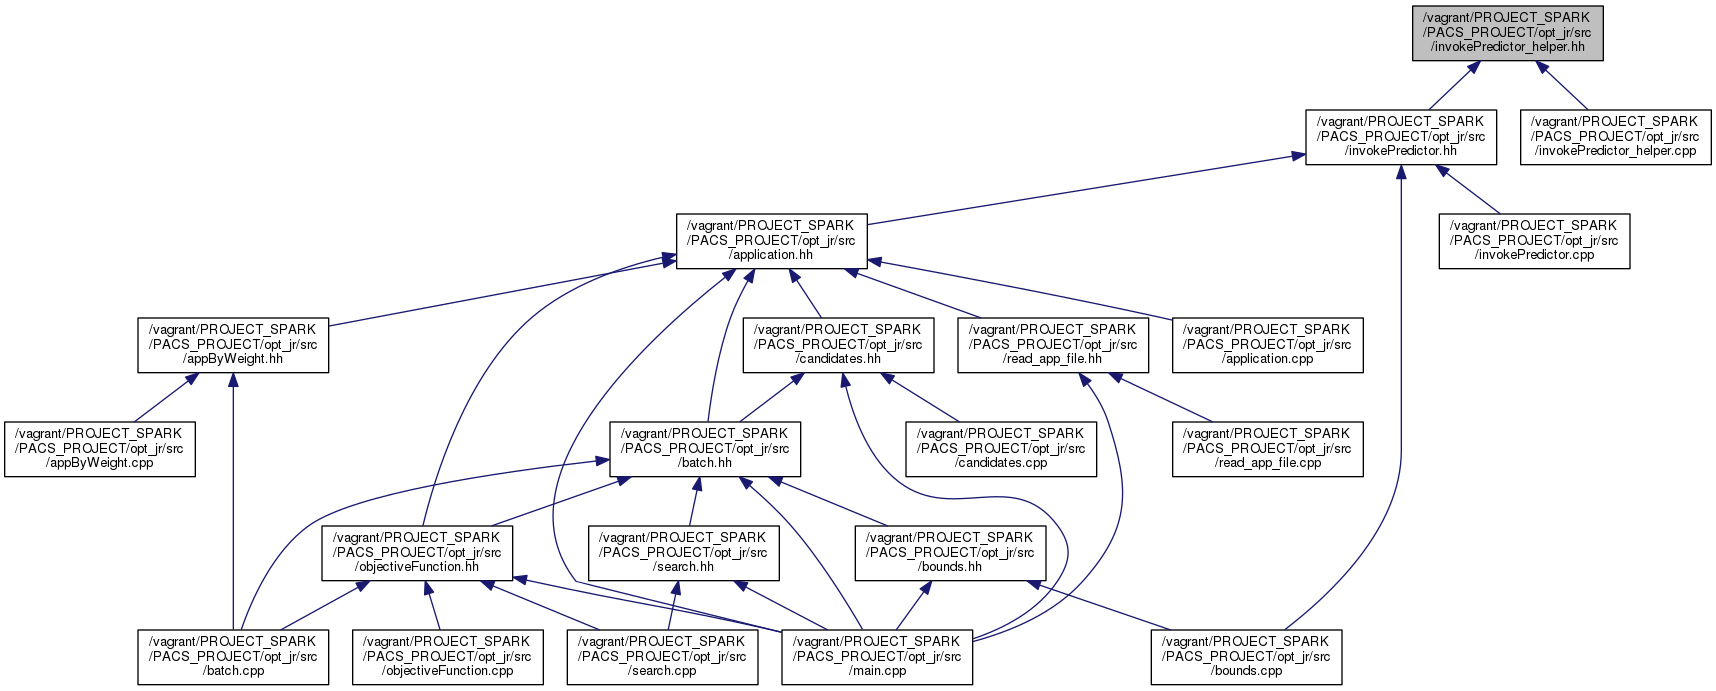 /vagrant/PROJECT_SPARK
/PACS_PROJECT/opt_jr/src
/invokePredictor_helper.hh
/vagrant/PROJECT_SPARK
/PACS_PROJECT/opt_jr/src
/invokePredictor.hh
/vagrant/PROJECT_SPARK
/PACS_PROJECT/opt_jr/src
/invokePredictor_helper.cpp
/vagrant/PROJECT_SPARK
/PACS_PROJECT/opt_jr/src
/application.hh
/vagrant/PROJECT_SPARK
/PACS_PROJECT/opt_jr/src
/invokePredictor.cpp
/vagrant/PROJECT_SPARK
/PACS_PROJECT/opt_jr/src
/appByWeight.hh
/vagrant/PROJECT_SPARK
/PACS_PROJECT/opt_jr/src
/candidates.hh
/vagrant/PROJECT_SPARK
/PACS_PROJECT/opt_jr/src
/read_app_file.hh
/vagrant/PROJECT_SPARK
/PACS_PROJECT/opt_jr/src
/application.cpp
/vagrant/PROJECT_SPARK
/PACS_PROJECT/opt_jr/src
/appByWeight.cpp
/vagrant/PROJECT_SPARK
/PACS_PROJECT/opt_jr/src
/batch.hh
/vagrant/PROJECT_SPARK
/PACS_PROJECT/opt_jr/src
/candidates.cpp
/vagrant/PROJECT_SPARK
/PACS_PROJECT/opt_jr/src
/read_app_file.cpp
/vagrant/PROJECT_SPARK
/PACS_PROJECT/opt_jr/src
/objectiveFunction.hh
/vagrant/PROJECT_SPARK
/PACS_PROJECT/opt_jr/src
/search.hh
/vagrant/PROJECT_SPARK
/PACS_PROJECT/opt_jr/src
/bounds.hh
/vagrant/PROJECT_SPARK
/PACS_PROJECT/opt_jr/src
/batch.cpp
/vagrant/PROJECT_SPARK
/PACS_PROJECT/opt_jr/src
/objectiveFunction.cpp
/vagrant/PROJECT_SPARK
/PACS_PROJECT/opt_jr/src
/search.cpp
/vagrant/PROJECT_SPARK
/PACS_PROJECT/opt_jr/src
/main.cpp
/vagrant/PROJECT_SPARK
/PACS_PROJECT/opt_jr/src
/bounds.cpp